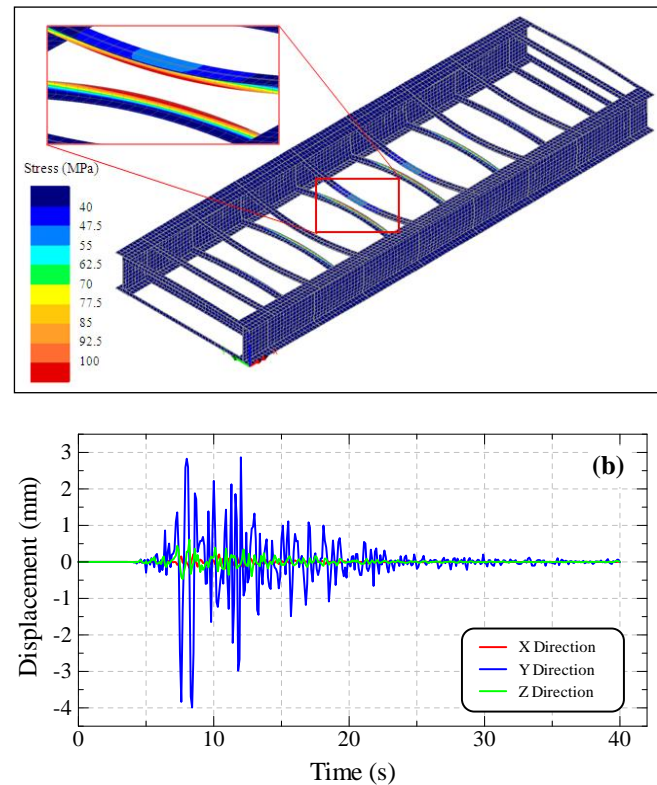 Stress (MPa)
40
47.5
55
62.5
70
77.5
85
92.5
100
(b)
3
2
1
0
-1
-2
-3
-4
Displacement (mm)
X Direction
Y Direction
Z Direction
0 10 20 30 40
Time (s)